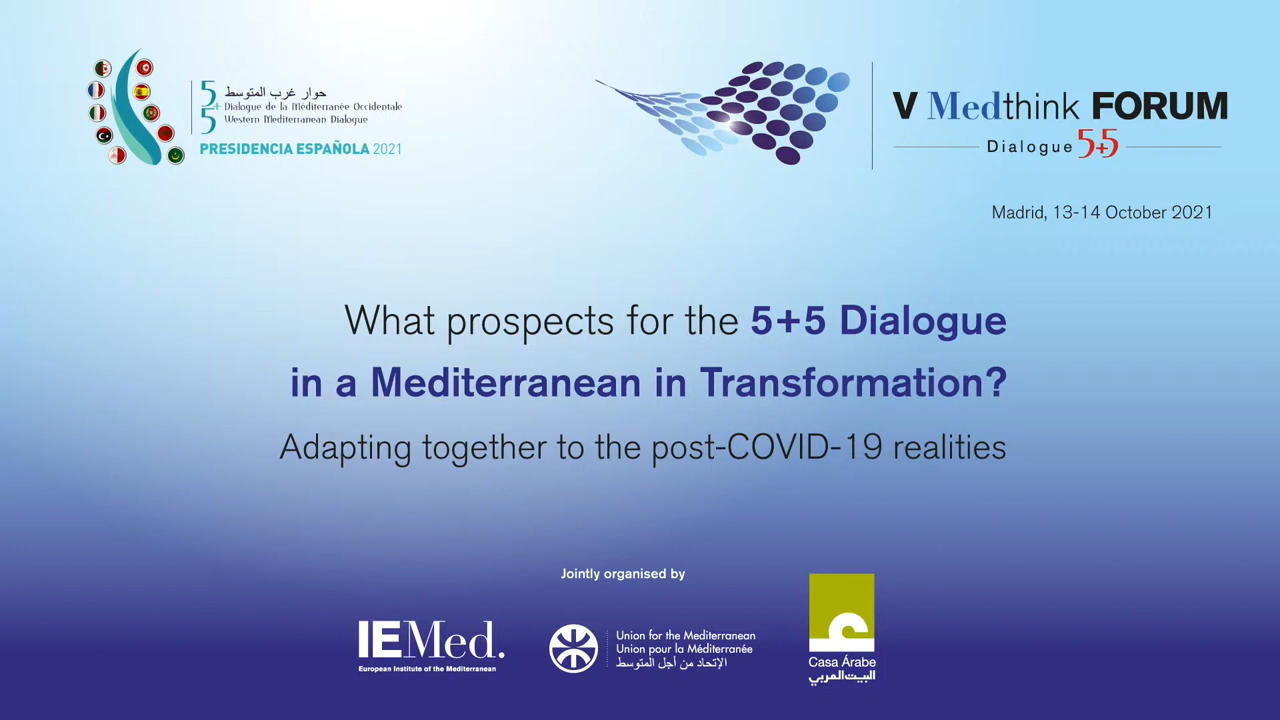 5+5
حوار غرب المتوسط
Dialogue de la Méditerranée Occidentale
Western Mediterranean Dialogue
PRESIDENCIA ESPAÑOLA 2021
V Medthink FORUM
Dialogue 5+5
Madrid, 13-14 October 2021
What prospects for the 5+5 Dialogue
in a Mediterranean in Transformation?
Adapting together to the post-COVID-19 realities
Jointly organised by
IEMed.
European Institute of the Mediterranean
Union for the Mediterranean
Union pour la Méditerranée
الإتحاد من أجل المتوسط
Casa Árabe
البيت العربي